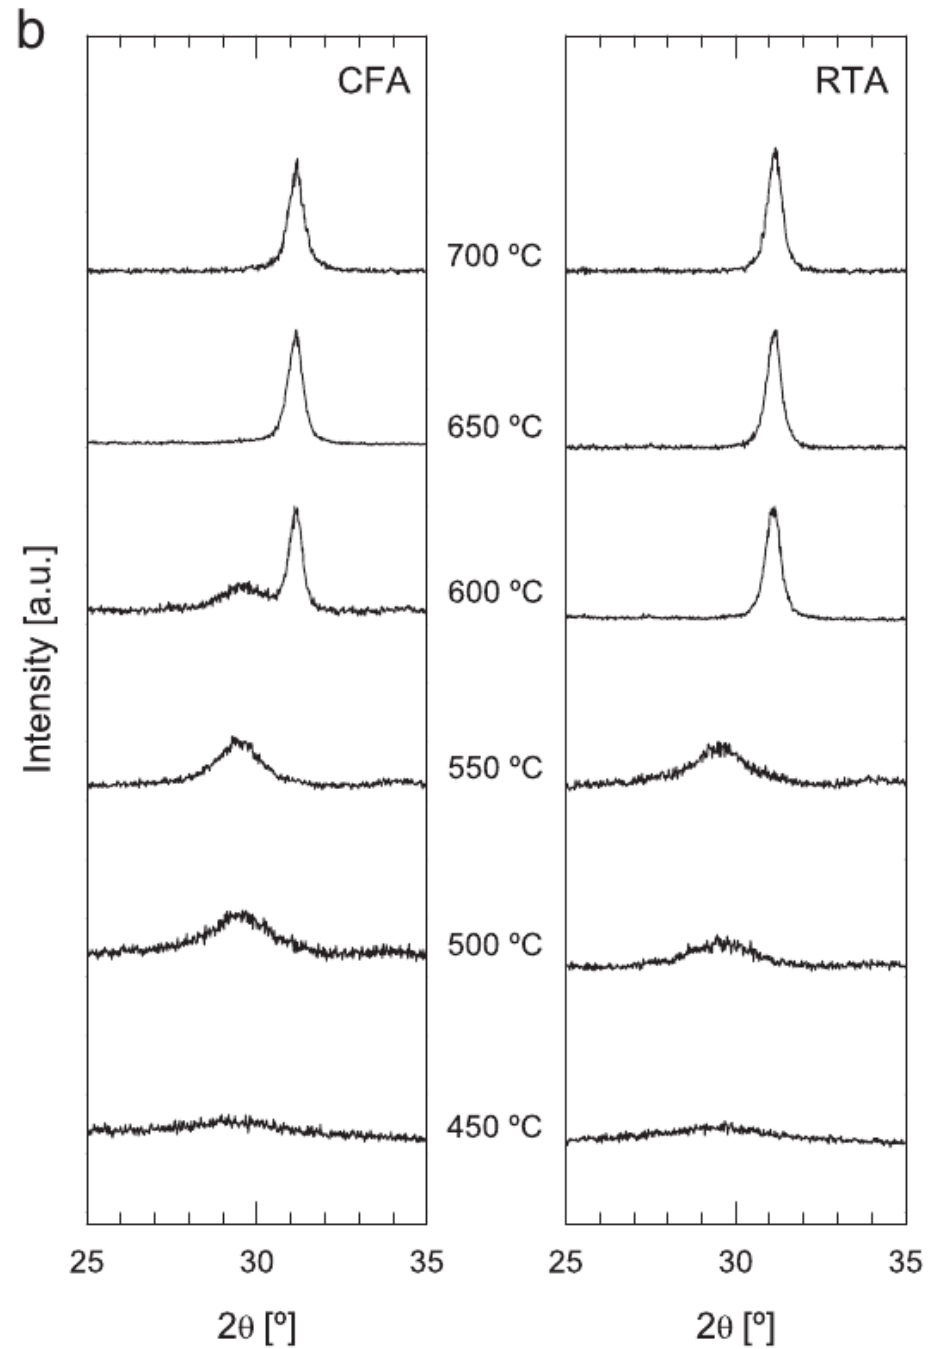 b
CFA
RTA
700 ºC
650 ºC
600 ºC
550 ºC
500 ºC
450 ºC
Intensity [a.u.]
25 30 35 25 30 35
2θ [º] 2θ [º]